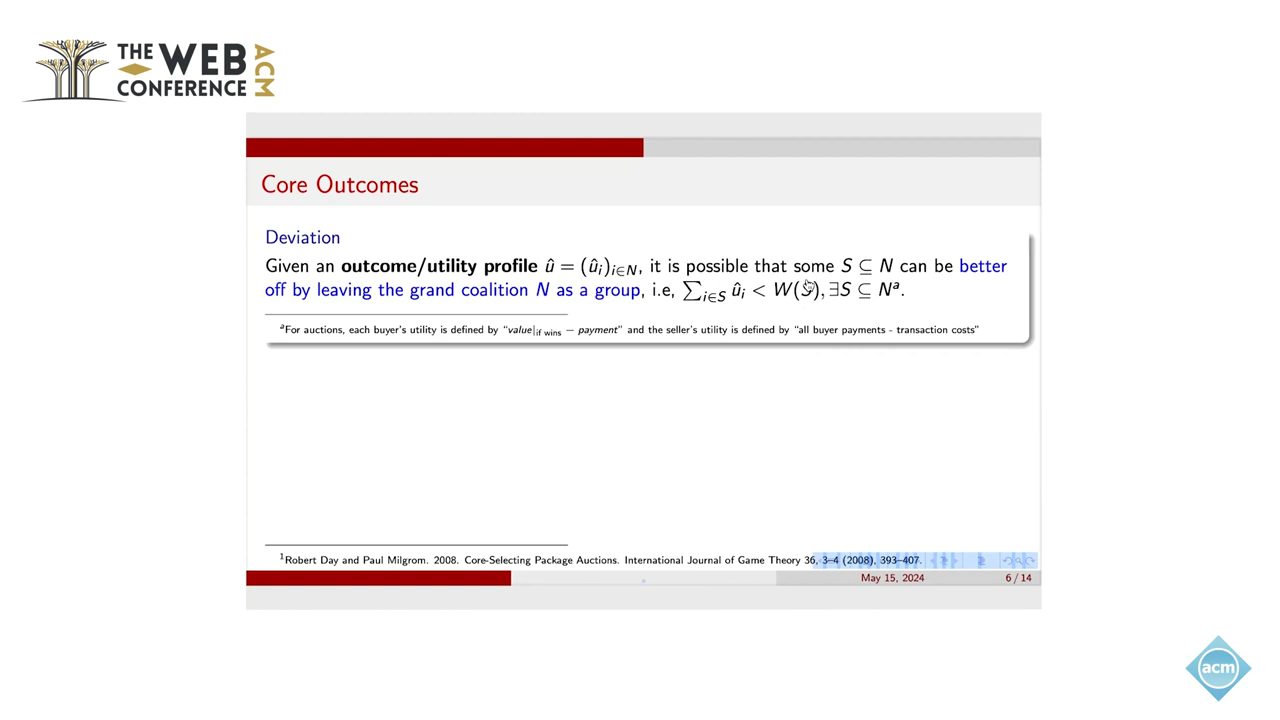 THE WEB
CONFERENCE
ACM
Core Outcomes
Deviation
Given an outcome/utility profile û = (ûᵢ)ᵢ∈N, it is possible that some S ⊆ N can be better
off by leaving the grand coalition N as a group, i.e, ∑ᵢ∈S ûᵢ < W(S), ∃S ⊆ Nᵃ.
ᵃFor auctions, each buyer's utility is defined by "value|if wins − payment" and the seller's utility is defined by "all buyer payments - transaction costs"
¹Robert Day and Paul Milgrom. 2008. Core-Selecting Package Auctions. International Journal of Game Theory 36, 3–4 (2008), 393–407.
May 15, 2024 6 / 14
acm